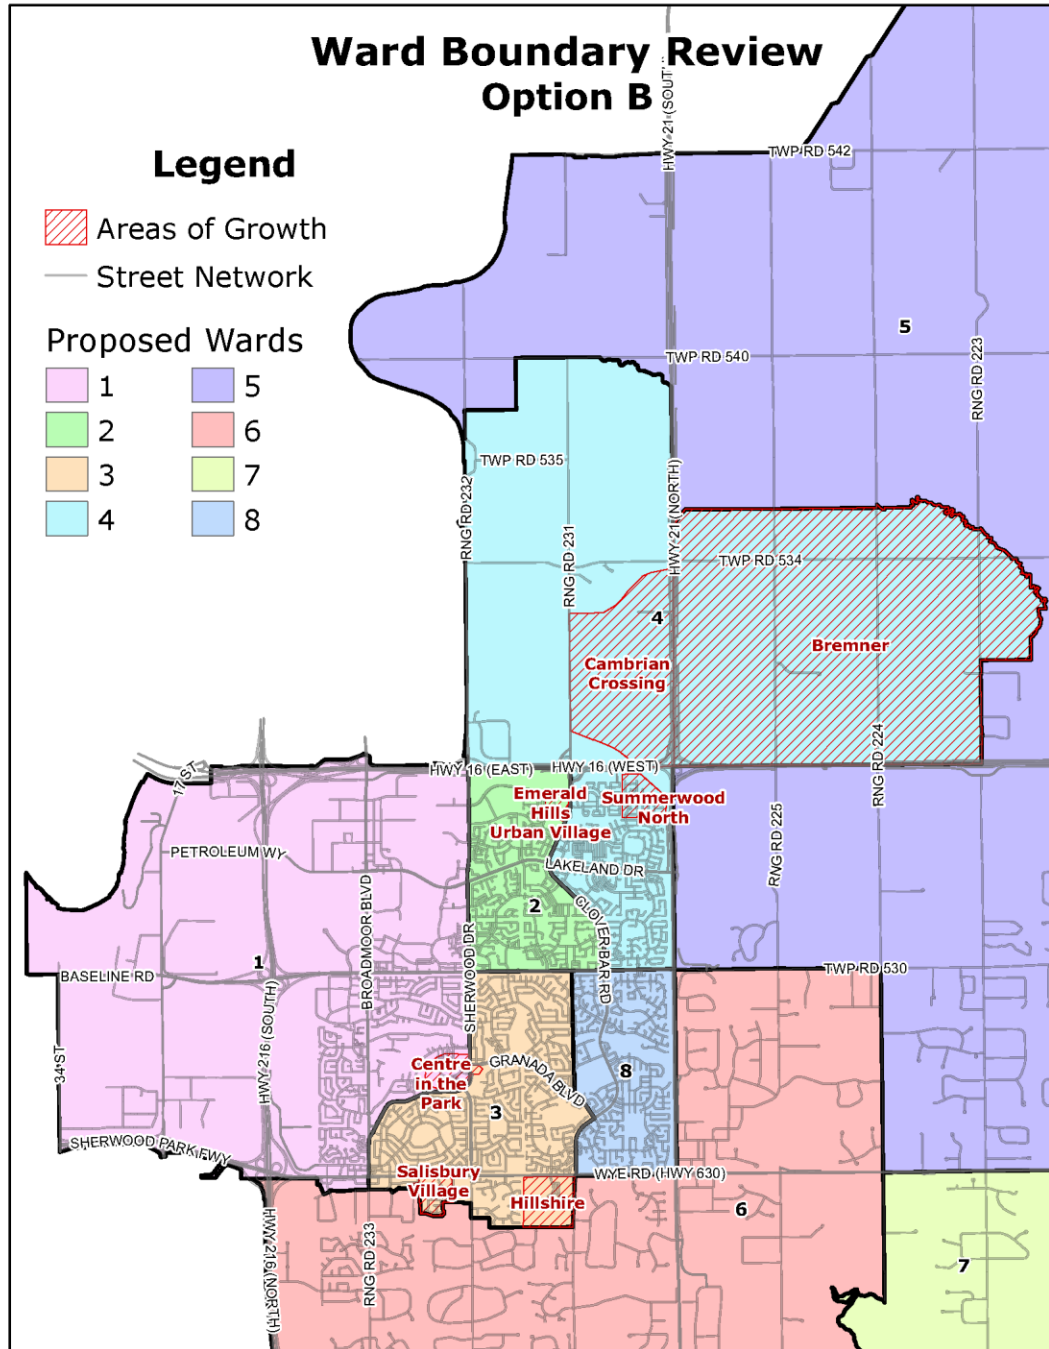 Ward Boundary Review
Option B
Legend
Areas of Growth
Street Network
Proposed Wards
1
2
3
4
5
6
7
8
HWY 21 (SOUT
TWP RD 542
5
TWP RD 540
RNG RD 223
TWP RD 535
RNG RD 232
HWY 21 (NORTH)
RNG RD 231
TWP RD 534
4
Bremner
Cambrian
Crossing
RNG RD 224
17 ST
HWY 16 (EAST)
HWY 16 (WEST)
Emerald
Hills
Urban Village
Summerwood
North
RNG RD 225
PETROLEUM WY
LAKELAND DR
BROADMOOR BLVD
2
CLOVER BAR RD
SHERWOOD DR
1
BASELINE RD
TWP RD 530
HWY 216 (SOUTH)
34 ST
Centre
in the
Park
GRANADA BLVD
8
3
SHERWOOD PARK FWY
Salisbury
Village
WYE RD (HWY 630)
Hillshire
6
HWY 216 (NORTH)
RNG RD 233
7